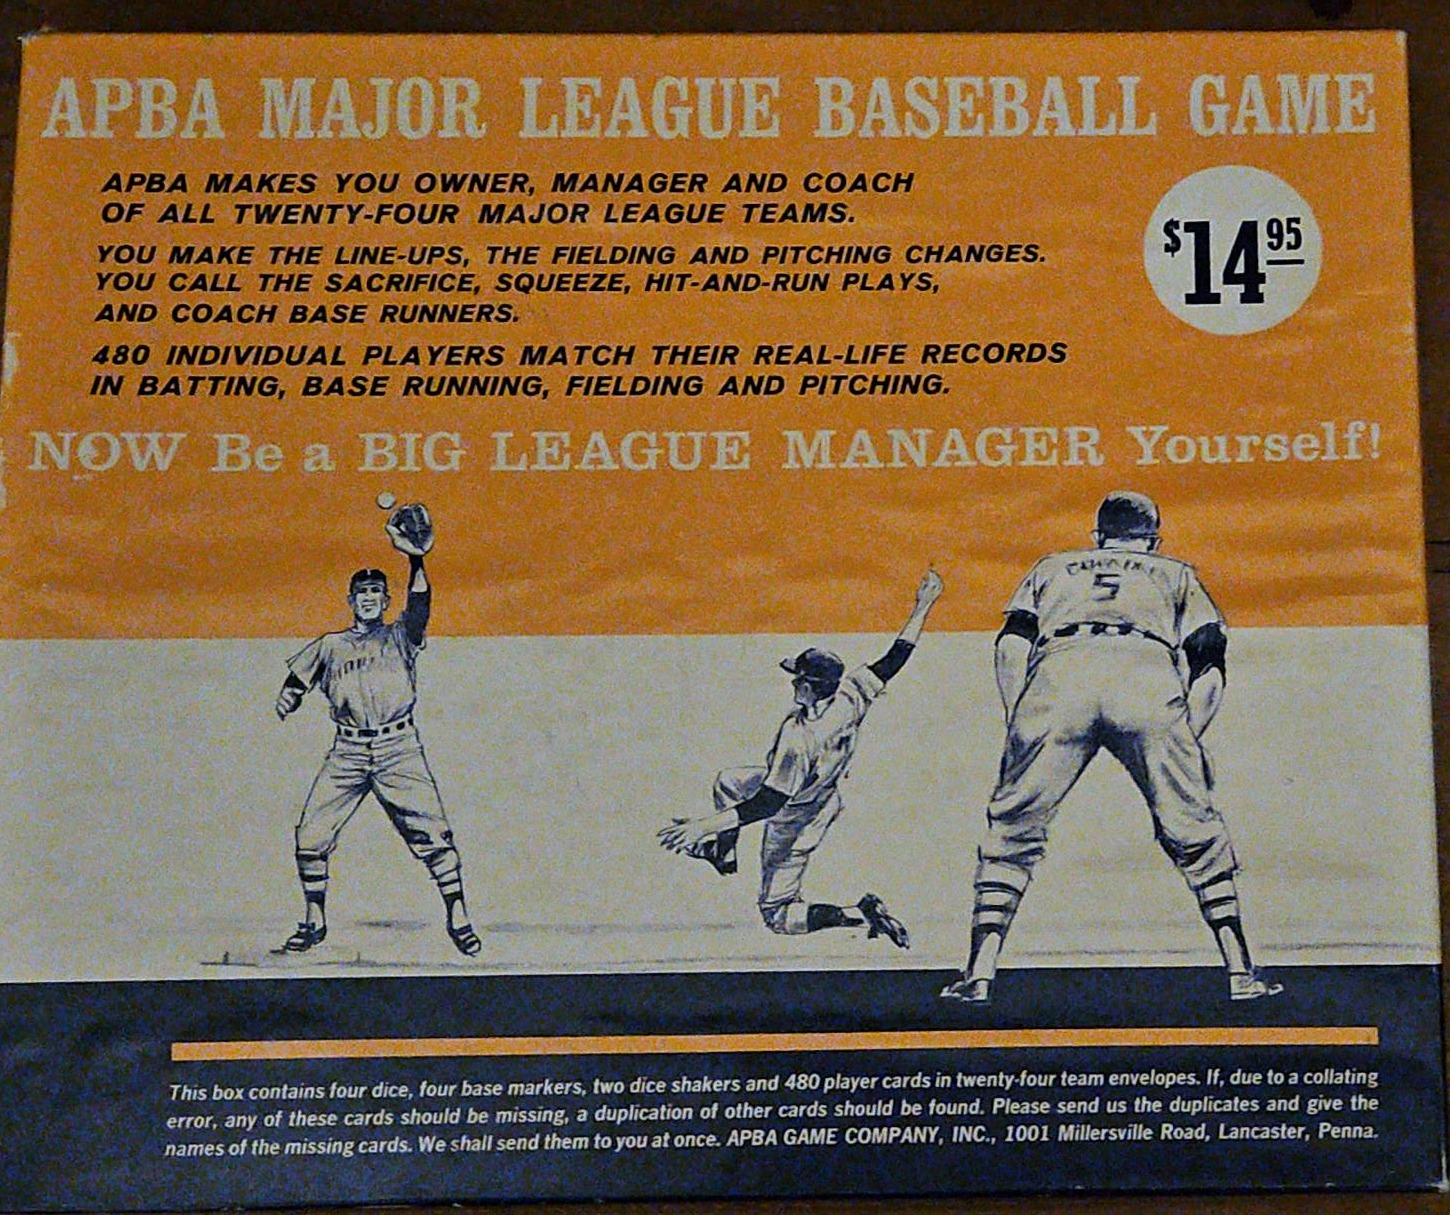 APBA MAJOR LEAGUE BASEBALL GAME
APBA MAKES YOU OWNER, MANAGER AND COACH
OF ALL TWENTY-FOUR MAJOR LEAGUE TEAMS.
$14 95
YOU MAKE THE LINE-UPS, THE FIELDING AND PITCHING CHANGES.
YOU CALL THE SACRIFICE, SQUEEZE, HIT-AND-RUN PLAYS,
AND COACH BASE RUNNERS.
480 INDIVIDUAL PLAYERS MATCH THEIR REAL-LIFE RECORDS
IN BATTING, BASE RUNNING, FIELDING AND PITCHING.
NOW Be a BIG LEAGUE MANAGER Yourself!
5
This box contains four dice, four base markers, two dice shakers and 480 player cards in twenty-four team envelopes. If, due to a collating
error, any of these cards should be missing, a duplication of other cards should be found. Please send us the duplicates and give the
names of the missing cards. We shall send them to you at once. APBA GAME COMPANY, INC., 1001 Millersville Road, Lancaster, Penna.